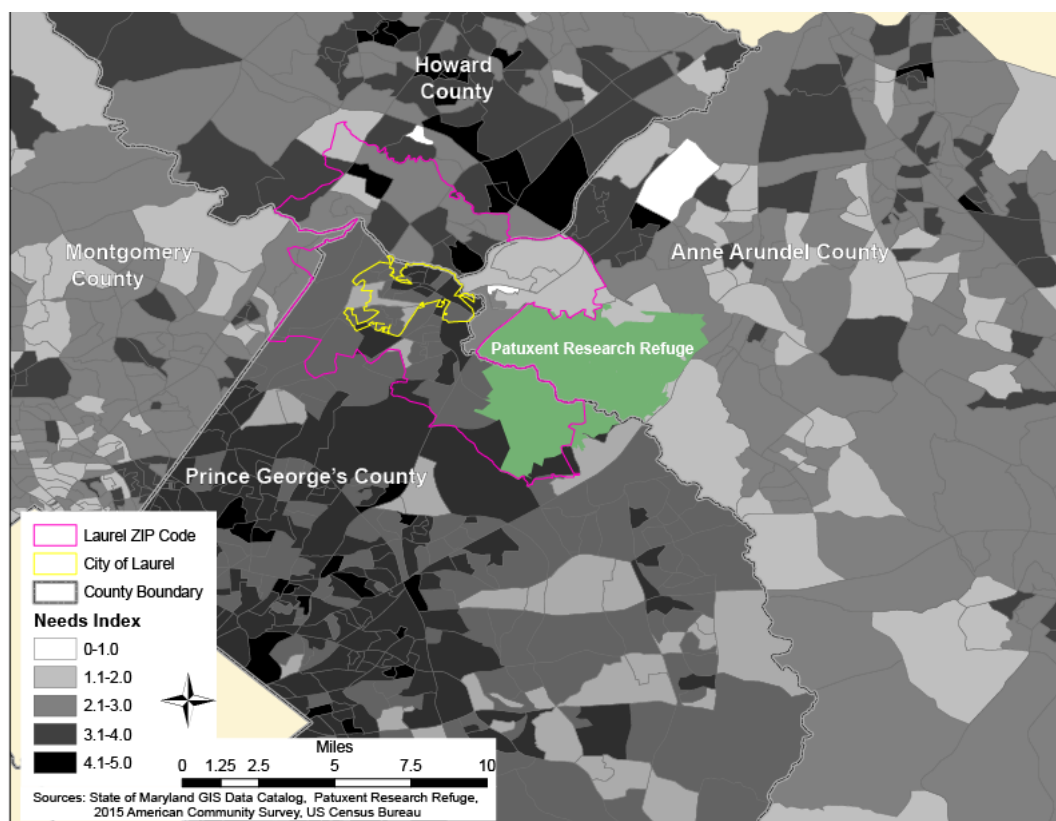 Howard
County
Montgomery
County
Anne Arundel County
Patuxent Research Refuge
Prince George's County
Laurel ZIP Code
City of Laurel
County Boundary
Needs Index
0-1.0
1.1-2.0
2.1-3.0
3.1-4.0
4.1-5.0
Miles
0 1.25 2.5 5 7.5 10
Sources: State of Maryland GIS Data Catalog, Patuxent Research Refuge,
2015 American Community Survey, US Census Bureau